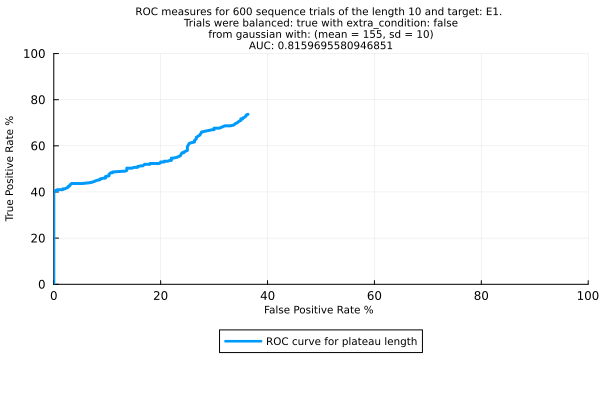 ROC measures for 600 sequence trials of the length 10 and target: E1.
Trials were balanced: true with extra_condition: false
from gaussian with: (mean = 155, sd = 10)
AUC: 0.8159695580946851
100
80
60
40
20
0
True Positive Rate %
0 20 40 60 80 100
False Positive Rate %
ROC curve for plateau length